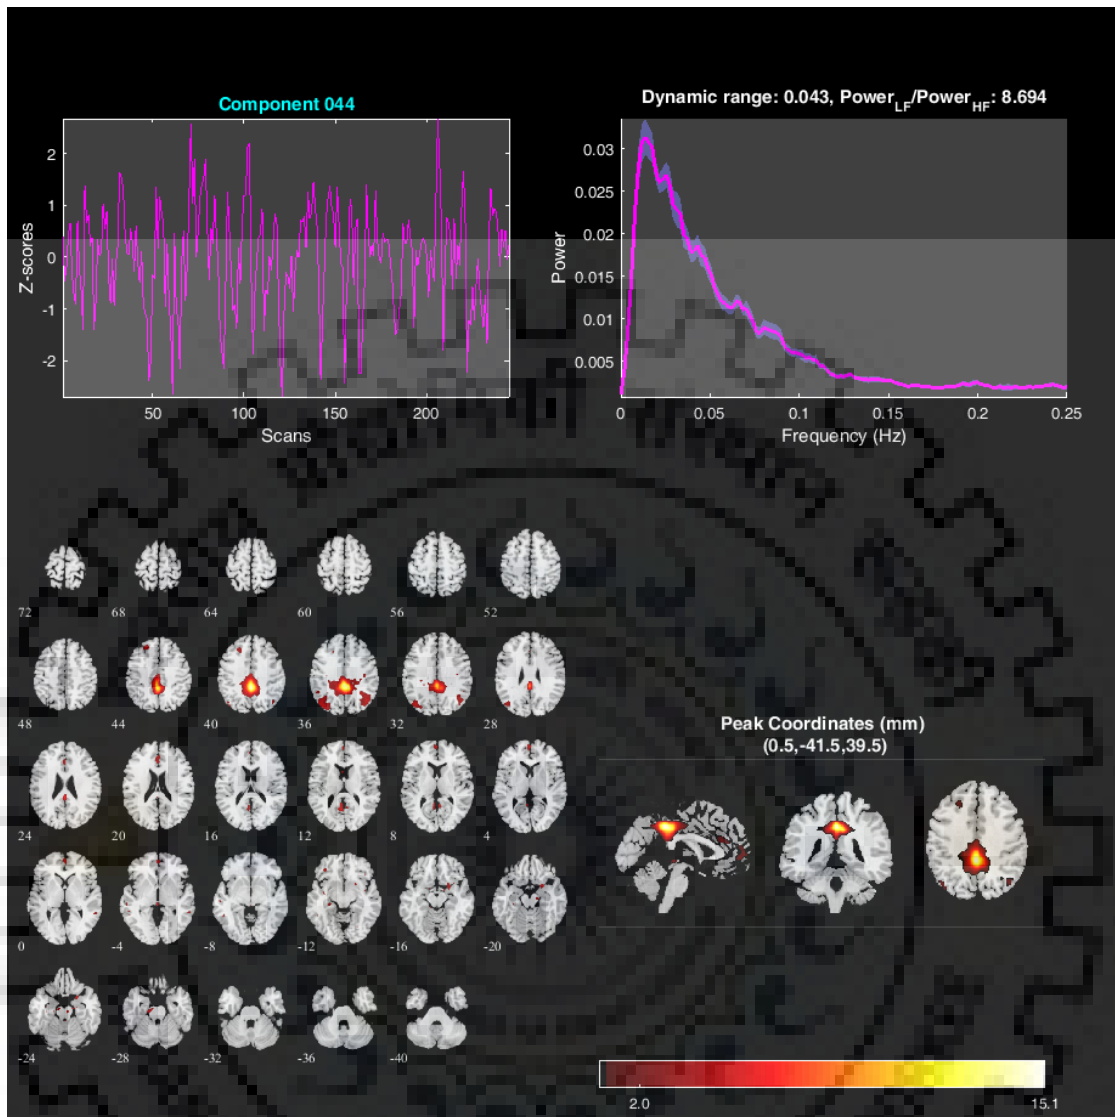 Component 044
2
1
0
-1
-2
Z-scores
50 100 150 200
Scans
Dynamic range: 0.043, PowerLF/PowerHF: 8.694
0.03
0.025
0.02
0.015
0.01
0.005
Power
0 0.05 0.1 0.15 0.2 0.25
Frequency (Hz)
72 68 64 60 56 52
48 44 40 36 32 28
24 20 16 12 8 4
0 -4 -8 -12 -16 -20
-24 -28 -32 -36 -40
Peak Coordinates (mm)
(0.5,-41.5,39.5)
2.0 15.1